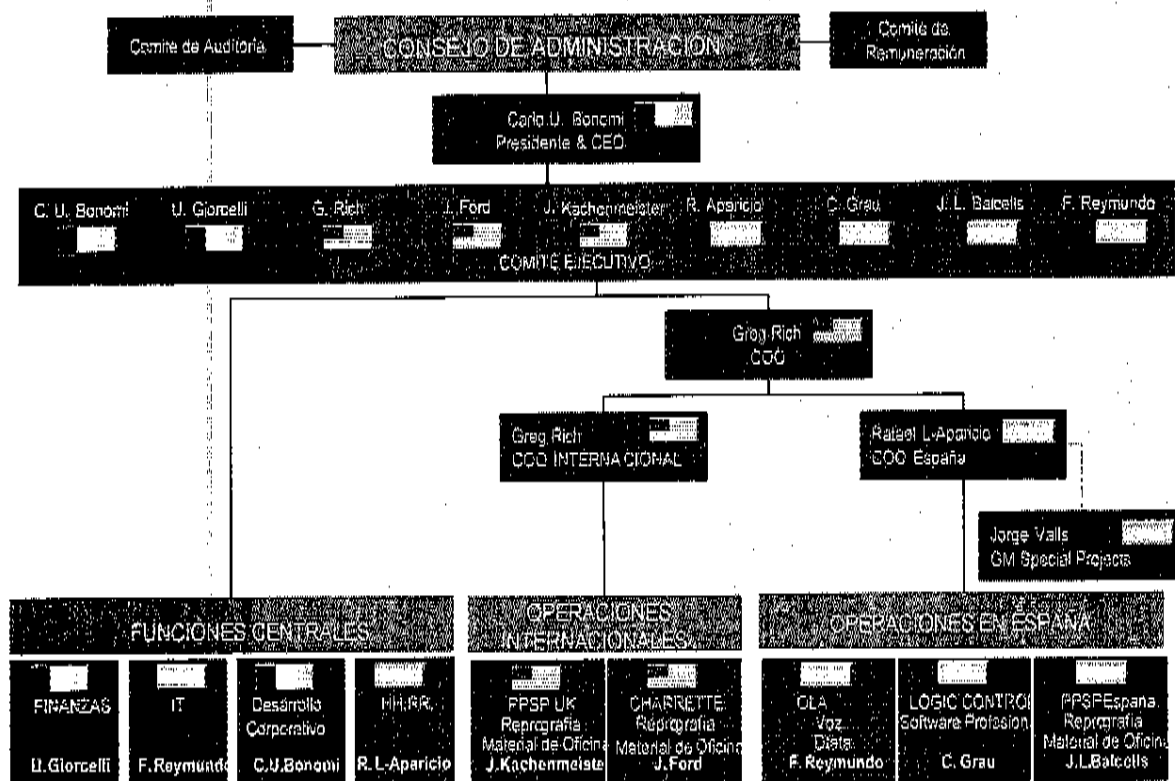 Comite de Auditoria
CONSEJO DE ADMINISTRACION
Comite de
Remuneración
Carlo U. Bonomi
Presidente & CEO
C. U. Bonomi
U. Giorcelli
G. Rich
J. Ford
J. Kachenmeister
R. Aparicio
C. Grau
J. L. Balcells
F. Reymundo
COMITE EJECUTIVO
Greg Rich
COO
Greg Rich
COO INTERNACIONAL
Rafael L-Aparicio
COO España
Jorge Valls
GM Special Projects
FUNCIONES CENTRALES
OPERACIONES
INTERNACIONALES
OPERACIONES EN ESPAÑA
FINANZAS
U.Giorcelli
IT
F.Reymundo
Desarrollo
Corporativo
C.U.Bonomi
HH.RR.
R. L-Aparicio
PPSP UK
Reprografia
Material de Oficina
J.Kachenmeiste
CHARRETTE
Reprografia
Material de Oficina
J.Ford
OLA
Voz
Data
F. Reymundo
LOGIC CONTROL
Software Profesion
C. Grau
PPSP España
Reprografia
Material de Oficina
J.L.Balcells